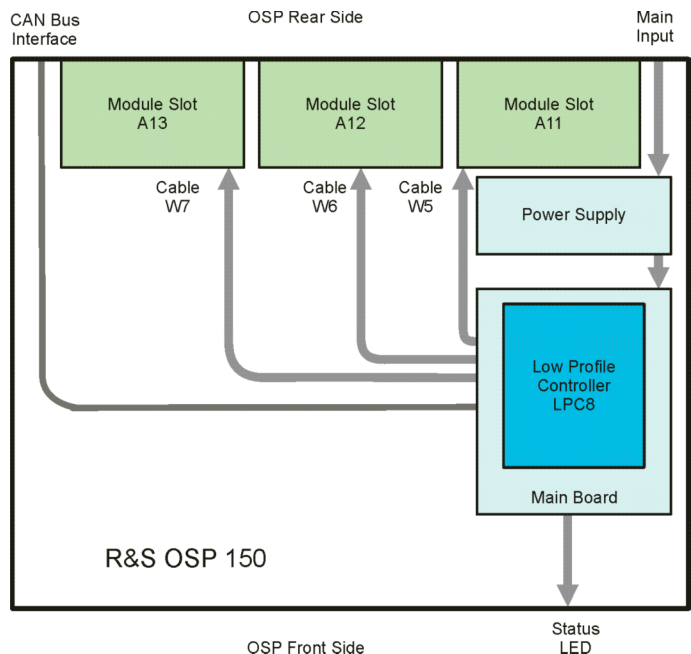 CAN Bus
Interface
OSP Rear Side
Main
Input
Module Slot
A13
Module Slot
A12
Module Slot
A11
Cable
W7
Cable
W6
Cable
W5
Power Supply
Low Profile
Controller
LPC8
Main Board
R&S OSP 150
Status
LED
OSP Front Side